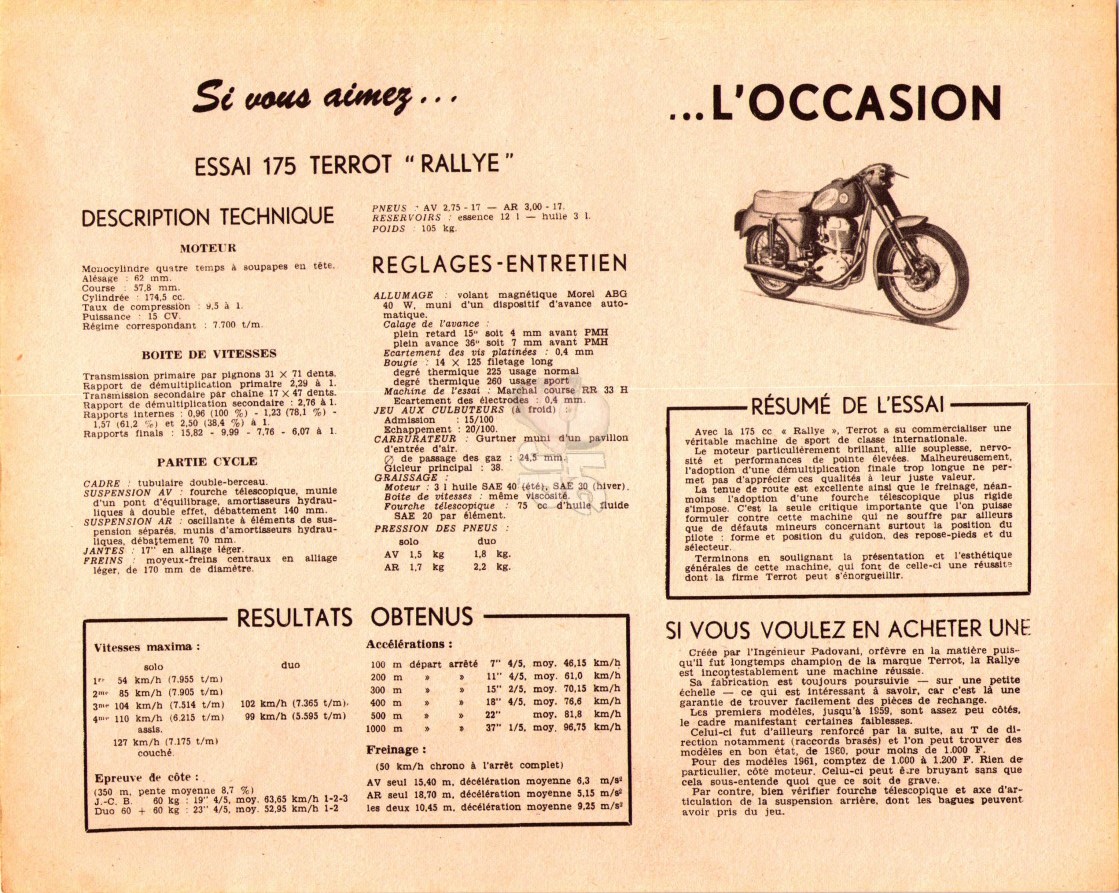 Si vous aimez...
...L'OCCASION
ESSAI 175 TERROT "RALLYE"
DESCRIPTION TECHNIQUE
MOTEUR
Monocylindre quatre temps à soupapes en tête.
Alésage : 62 mm.
Course : 57,8 mm.
Cylindrée : 174,5 cc.
Taux de compression : 9,5 à 1.
Puissance : 15 CV.
Régime correspondant : 7.700 t/m.
BOITE DE VITESSES
Transmission primaire par pignons 31 × 71 dents.
Rapport de démultiplication primaire 2,29 à 1.
Transmission secondaire par chaîne 17 × 47 dents.
Rapport de démultiplication secondaire : 2,76 à 1.
Rapports internes : 0,96 (100 %) - 1,23 (78,1 %) -
1,57 (61,2 %) et 2,50 (38,4 %) à 1.
Rapports finals : 15,82 - 9,99 - 7,76 - 6,07 à 1.
PARTIE CYCLE
CADRE : tubulaire double-berceau.
SUSPENSION AV : fourche télescopique, munie
d'un pont d'équilibrage, amortisseurs hydrau-
liques à double effet, débattement 140 mm.
SUSPENSION AR : oscillante à éléments de sus-
pension séparés, munis d'amortisseurs hydrau-
liques, débattement 70 mm.
JANTES : 17" en alliage léger.
FREINS : moyeux-freins centraux en alliage
léger, de 170 mm de diamètre.
PNEUS : AV 2,75 - 17 — AR 3,00 - 17.
RESERVOIRS : essence 12 l — huile 3 l.
POIDS : 105 kg.
REGLAGES-ENTRETIEN
ALLUMAGE : volant magnétique Morel ABG
40 W, muni d'un dispositif d'avance auto-
matique.
Calage de l'avance :
plein retard 15° soit 4 mm avant PMH
plein avance 36° soit 7 mm avant PMH
Ecartement des vis platinées : 0,4 mm
Bougie : 14 × 125 filetage long
degré thermique 225 usage normal
degré thermique 260 usage sport
Machine de l'essai : Marchal course RR 33 H
Ecartement des électrodes : 0,4 mm.
JEU AUX CULBUTEURS (à froid) :
Admission : 15/100
Echappement : 20/100.
CARBURATEUR : Gurtner muni d'un pavillon
d'entrée d'air.
∅ de passage des gaz : 24,5 mm.
Gicleur principal : 38.
GRAISSAGE :
Moteur : 3 l huile SAE 40 (été), SAE 30 (hiver).
Boite de vitesses : même viscosité.
Fourche télescopique : 75 cc d'huile fluide
SAE 20 par élément.
PRESSION DES PNEUS :
solo duo
AV 1,5 kg 1,8 kg.
AR 1,7 kg 2,2 kg.
RÉSUMÉ DE L'ESSAI
Avec la 175 cc « Rallye », Terrot a su commercialiser une
véritable machine de sport de classe internationale.
Le moteur particulièrement brillant, allie souplesse, nervo-
sité et performances de pointe élevées. Malheureusement,
l'adoption d'une démultiplication finale trop longue ne per-
met pas d'apprécier ces qualités à leur juste valeur.
La tenue de route est excellente ainsi que le freinage, néan-
moins l'adoption d'une fourche télescopique plus rigide
s'impose. C'est la seule critique importante que l'on puisse
formuler contre cette machine qui ne souffre par ailleurs
que de défauts mineurs concernant surtout la position du
pilote : forme et position du guidon, des repose-pieds et du
sélecteur.
Terminons en soulignant la présentation et l'esthétique
générales de cette machine, qui font de celle-ci une réussite
dont la firme Terrot peut s'énorgueillir.
RESULTATS OBTENUS
Vitesses maxima :
solo duo
1re 54 km/h (7.955 t/m)
2me 85 km/h (7.905 t/m)
3me 104 km/h (7.514 t/m) 102 km/h (7.365 t/m).
4me 110 km/h (6.215 t/m) 99 km/h (5.595 t/m)
assis.
127 km/h (7.175 t/m)
couché.
Epreuve de côte :
(350 m, pente moyenne 8,7 %)
J.-C. B. 60 kg : 19" 4/5, moy. 63,65 km/h 1-2-3
Duo 60 + 60 kg : 23" 4/5, moy. 52,95 km/h 1-2
Accélérations :
100 m départ arrêté 7" 4/5, moy. 46,15 km/h
200 m » » 11" 4/5, moy. 61,0 km/h
300 m » » 15" 2/5, moy. 70,15 km/h
400 m » » 18" 4/5, moy. 76,6 km/h
500 m » » 22" moy. 81,8 km/h
1000 m » » 37" 1/5, moy. 96,75 km/h
Freinage :
(50 km/h chrono à l'arrêt complet)
AV seul 15,40 m, décélération moyenne 6,3 m/s²
AR seul 18,70 m, décélération moyenne 5,15 m/s²
les deux 10,45 m, décélération moyenne 9,25 m/s²
SI VOUS VOULEZ EN ACHETER UNE
Créée par l'Ingénieur Padovani, orfèvre en la matière puis-
qu'il fut longtemps champion de la marque Terrot, la Rallye
est incontestablement une machine réussie.
Sa fabrication est toujours poursuivie — sur une petite
échelle — ce qui est intéressant à savoir, car c'est là une
garantie de trouver facilement des pièces de rechange.
Les premiers modèles, jusqu'à 1959, sont assez peu côtés,
le cadre manifestant certaines faiblesses.
Celui-ci fut d'ailleurs renforcé par la suite, au T de di-
rection notamment (raccords brasés) et l'on peut trouver des
modèles en bon état, de 1960, pour moins de 1.000 F.
Pour des modèles 1961, comptez de 1.000 à 1.200 F. Rien de
particulier, côté moteur. Celui-ci peut être bruyant sans que
cela sous-entende quoi que ce soit de grave.
Par contre, bien vérifier fourche télescopique et axe d'ar-
ticulation de la suspension arrière, dont les bagues peuvent
avoir pris du jeu.